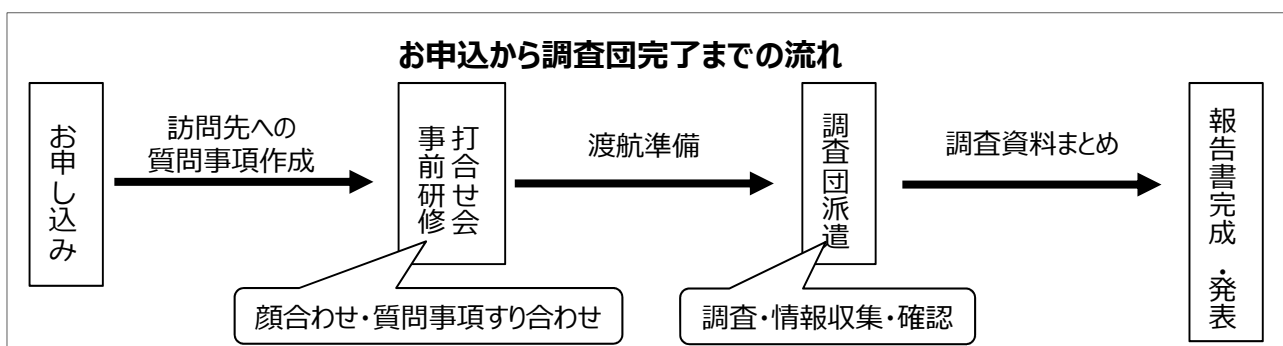 お申込から調査団完了までの流れ
お申し込み
訪問先への
質問事項作成
打合せ会
事前研修
顔合わせ・質問事項すり合わせ
渡航準備
調査団派遣
調査・情報収集・確認
調査資料まとめ
報告書完成・発表